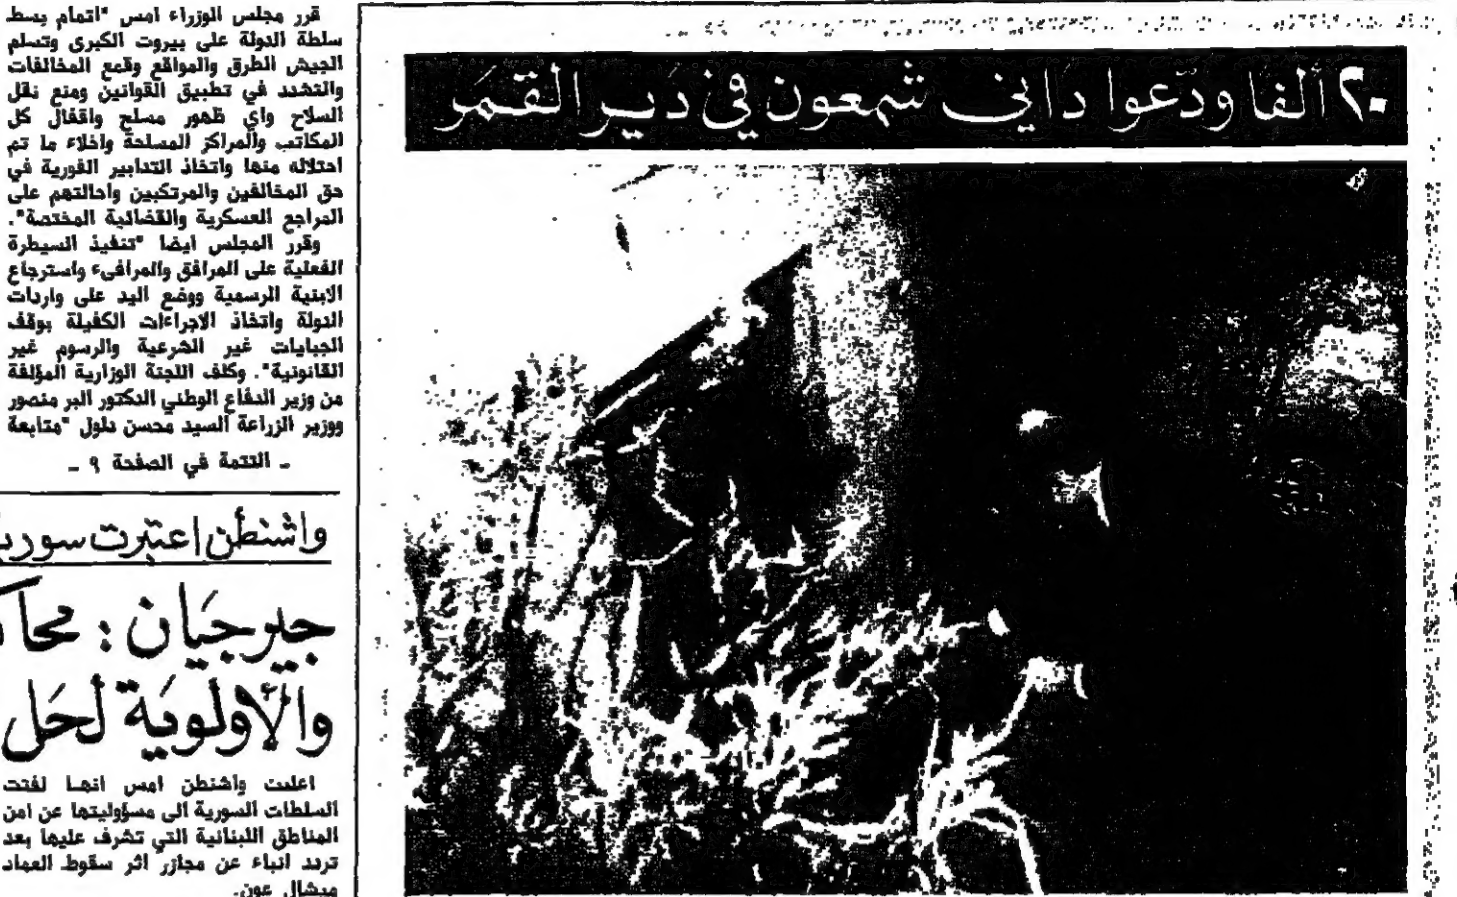 ٢٠ ألفا ودّعوا داني شمعون في دَير القمَر
قرر مجلس الوزراء امس "اتمام بسط
سلطة الدولة على بيروت الكبرى وتسلم
الجيش الطرق والمواقع وقمع المخالفات
والتشدد في تطبيق القوانين ومنع نقل
السلاح واي ظهور مسلح واقفال كل
المكاتب والمراكز المسلحة واخلاء ما تم
احتلاله منها واتخاذ التدابير الفورية في
حق المخالفين والمرتكبين واحالتهم على
المراجع العسكرية والقضائية المختصة".
وقرر المجلس ايضا "تنفيذ السيطرة
الفعلية على المرافق والمرافىء واسترجاع
الابنية الرسمية ووضع اليد على واردات
الدولة واتخاذ الاجراءات الكفيلة بوقف
الجبايات غير الشرعية والرسوم غير
القانونية". وكلف اللجنة الوزارية المؤلفة
من وزير الدفاع الوطني الدكتور البر منصور
ووزير الزراعة السيد محسن دلول "متابعة
ـ التتمة في الصفحة ٩ ـ
واشنطن اعتبرت
جيرجيان :
والأولوية لحل
اعلنت واشنطن امس انها لفتت
السلطات السورية الى مسؤوليتها عن امن
المناطق اللبنانية التي تشرف عليها بعد
تردد انباء عن مجازر اثر سقوط العماد
ميشال عون.